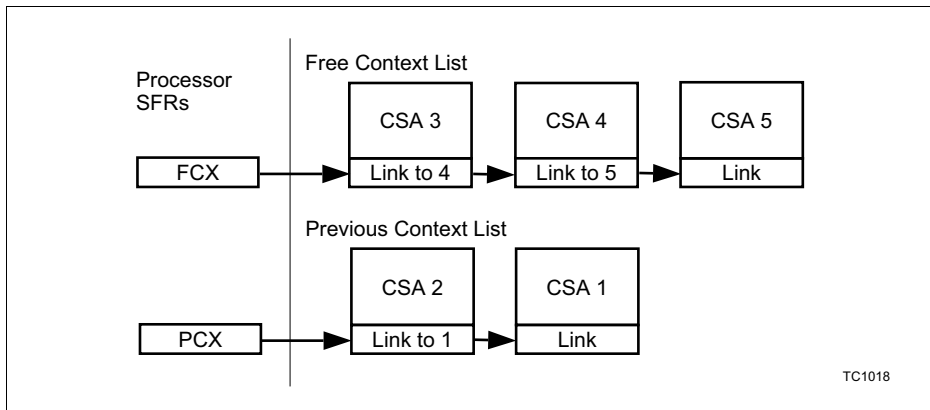 Free Context List
Processor
SFRs
CSA 3
CSA 4
CSA 5
FCX
Link to 4
Link to 5
Link
Previous Context List
CSA 2
CSA 1
PCX
Link to 1
Link
TC1018